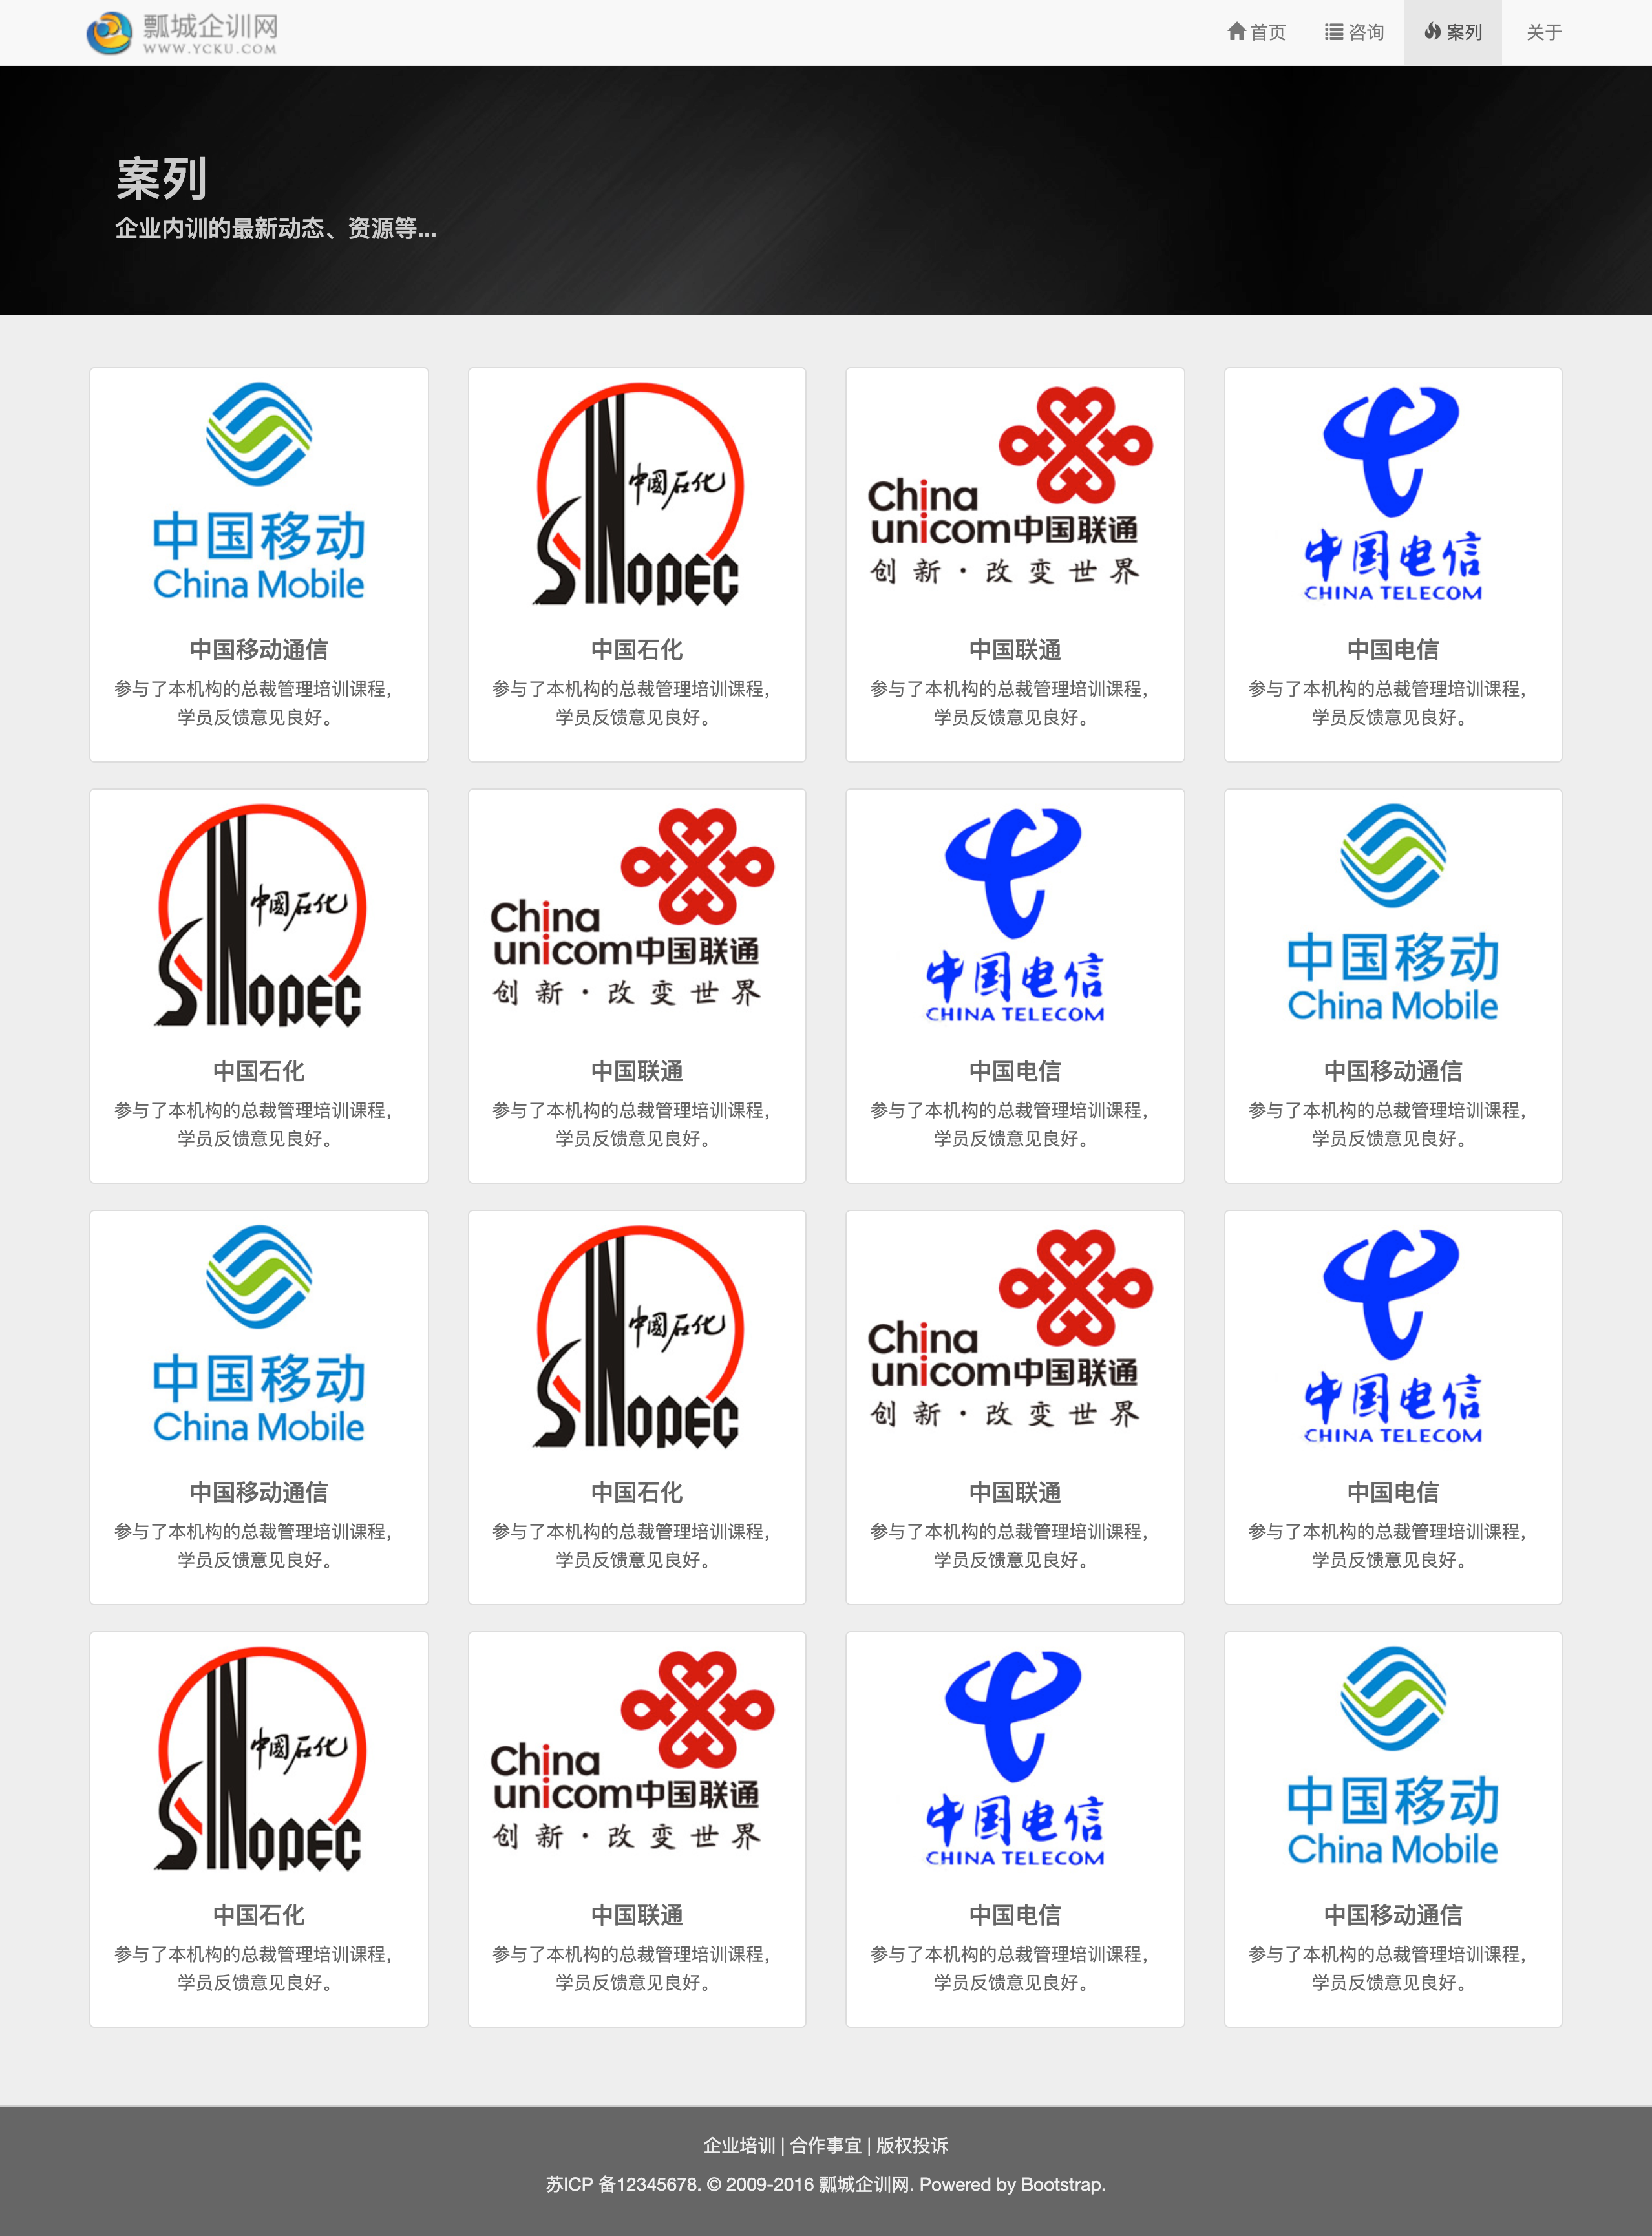 瓢城企训网
WWW.YCKU.COM
首页 咨询 案列 关于
案列
企业内训的最新动态、资源等...
中国移动
China Mobile
中国移动通信
参与了本机构的总裁管理培训课程，
学员反馈意见良好。
中國石化
SINOPEC
中国石化
参与了本机构的总裁管理培训课程，
学员反馈意见良好。
China
unicom中国联通
创新·改变世界
中国联通
参与了本机构的总裁管理培训课程，
学员反馈意见良好。
中国电信
CHINA TELECOM
中国电信
参与了本机构的总裁管理培训课程，
学员反馈意见良好。
中國石化
SINOPEC
中国石化
参与了本机构的总裁管理培训课程，
学员反馈意见良好。
China
unicom中国联通
创新·改变世界
中国联通
参与了本机构的总裁管理培训课程，
学员反馈意见良好。
中国电信
CHINA TELECOM
中国电信
参与了本机构的总裁管理培训课程，
学员反馈意见良好。
中国移动
China Mobile
中国移动通信
参与了本机构的总裁管理培训课程，
学员反馈意见良好。
中国移动
China Mobile
中国移动通信
参与了本机构的总裁管理培训课程，
学员反馈意见良好。
中國石化
SINOPEC
中国石化
参与了本机构的总裁管理培训课程，
学员反馈意见良好。
China
unicom中国联通
创新·改变世界
中国联通
参与了本机构的总裁管理培训课程，
学员反馈意见良好。
中国电信
CHINA TELECOM
中国电信
参与了本机构的总裁管理培训课程，
学员反馈意见良好。
中國石化
SINOPEC
中国石化
参与了本机构的总裁管理培训课程，
学员反馈意见良好。
China
unicom中国联通
创新·改变世界
中国联通
参与了本机构的总裁管理培训课程，
学员反馈意见良好。
中国电信
CHINA TELECOM
中国电信
参与了本机构的总裁管理培训课程，
学员反馈意见良好。
中国移动
China Mobile
中国移动通信
参与了本机构的总裁管理培训课程，
学员反馈意见良好。
企业培训 | 合作事宜 | 版权投诉
苏ICP 备12345678. © 2009-2016 瓢城企训网. Powered by Bootstrap.